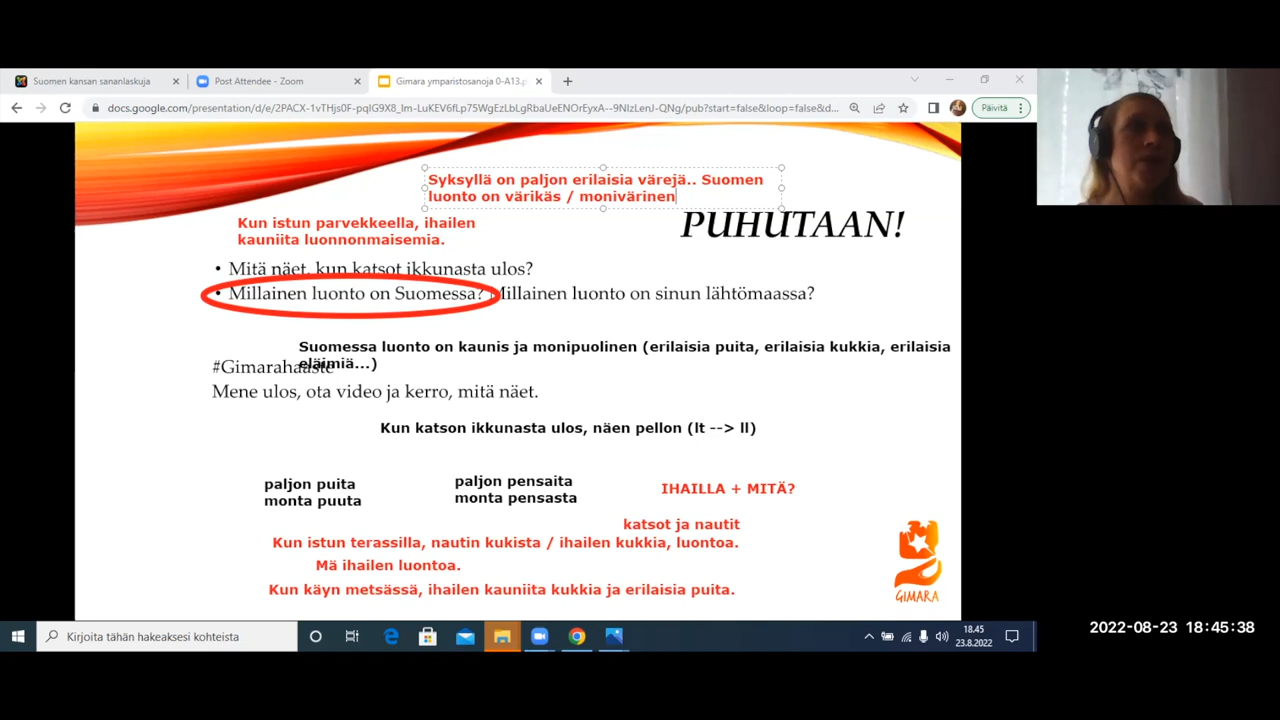 Suomen kansan sananlaskuja
Post Attendee - Zoom
Gimara ymparistosanoja 0-A13.p
docs.google.com/presentation/d/e/2PACX-1vTHjs0F-pqIG9X8_Im-LuKEV6fLp75WgEzLbLgRbaUeENOrEyxA--9NIzLenJ-QNg/pub?start=false&loop=false&d...
Päivitä
Syksyllä on paljon erilaisia värejä.. Suomen
luonto on värikäs / monivärinen
Kun istun parvekkeella, ihailen
kauniita luonnonmaisemia.
PUHUTAAN!
• Mitä näet, kun katsot ikkunasta ulos?
• Millainen luonto on Suomessa? Millainen luonto on sinun lähtömaassa?
Suomessa luonto on kaunis ja monipuolinen (erilaisia puita, erilaisia kukkia, erilaisia
eläimiä...)
#Gimarahaaste
Mene ulos, ota video ja kerro, mitä näet.
Kun katson ikkunasta ulos, näen pellon (lt --> ll)
paljon puita
monta puuta
paljon pensaita
monta pensasta
IHAILLA + MITÄ?
katsot ja nautit
Kun istun terassilla, nautin kukista / ihailen kukkia, luontoa.
Mä ihailen luontoa.
Kun käyn metsässä, ihailen kauniita kukkia ja erilaisia puita.
GIMARA
Kirjoita tähän hakeaksesi kohteista
18.45
23.8.2022
2022-08-23 18:45:38